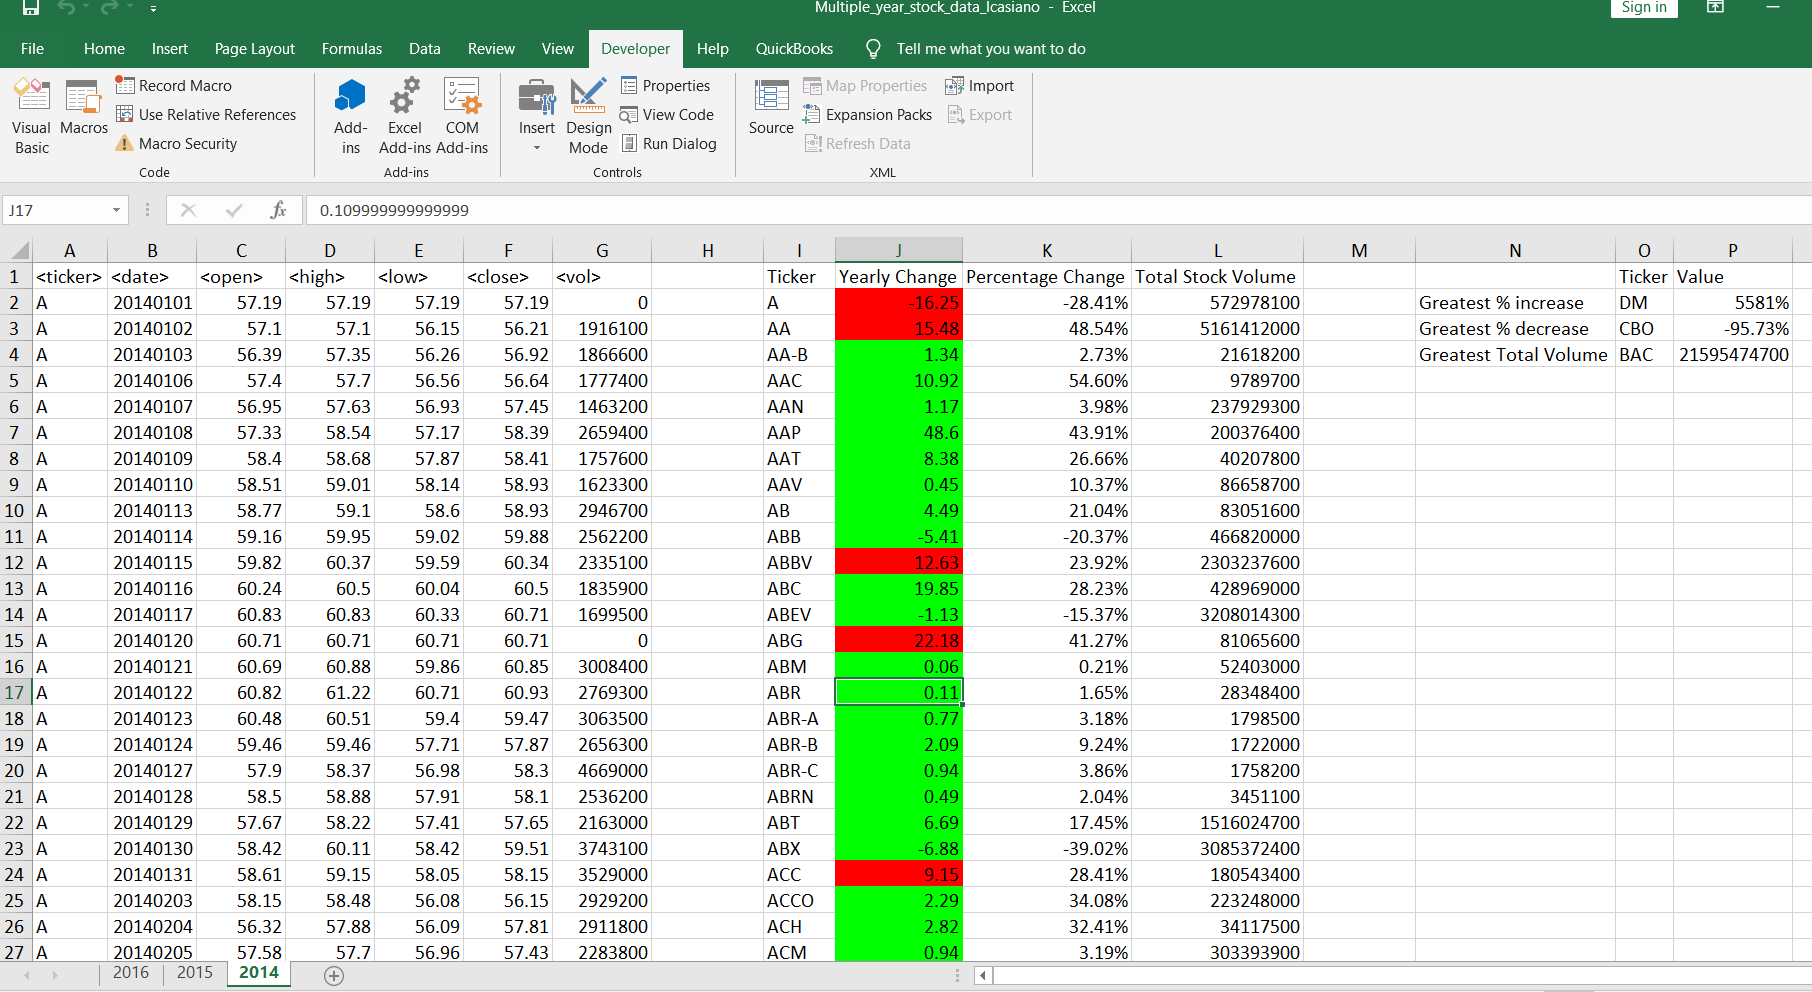 Multiple_year_stock_data_lcasiano - Excel
Sign in
File Home Insert Page Layout Formulas Data Review View Developer Help QuickBooks Tell me what you want to do
Visual Basic
Macros
Record Macro
Use Relative References
Macro Security
Code
Add-ins
Excel Add-ins
COM Add-ins
Add-ins
Insert
Design Mode
Properties
View Code
Run Dialog
Controls
Source
Map Properties
Expansion Packs
Refresh Data
Import
Export
XML
J17 fx 0.109999999999999
A B C D E F G H I J K L M N O P
1 <ticker> <date> <open> <high> <low> <close> <vol> Ticker Yearly Change Percentage Change Total Stock Volume Ticker Value
2 A 20140101 57.19 57.19 57.19 57.19 0 A -16.25 -28.41% 572978100 Greatest % increase DM 5581%
3 A 20140102 57.1 57.1 56.15 56.21 1916100 AA 15.48 48.54% 5161412000 Greatest % decrease CBO -95.73%
4 A 20140103 56.39 57.35 56.26 56.92 1866600 AA-B 1.34 2.73% 21618200 Greatest Total Volume BAC 21595474700
5 A 20140106 57.4 57.7 56.56 56.64 1777400 AAC 10.92 54.60% 9789700
6 A 20140107 56.95 57.63 56.93 57.45 1463200 AAN 1.17 3.98% 237929300
7 A 20140108 57.33 58.54 57.17 58.39 2659400 AAP 48.6 43.91% 200376400
8 A 20140109 58.4 58.68 57.87 58.41 1757600 AAT 8.38 26.66% 40207800
9 A 20140110 58.51 59.01 58.14 58.93 1623300 AAV 0.45 10.37% 86658700
10 A 20140113 58.77 59.1 58.6 58.93 2946700 AB 4.49 21.04% 83051600
11 A 20140114 59.16 59.95 59.02 59.88 2562200 ABB -5.41 -20.37% 466820000
12 A 20140115 59.82 60.37 59.59 60.34 2335100 ABBV 12.63 23.92% 2303237600
13 A 20140116 60.24 60.5 60.04 60.5 1835900 ABC 19.85 28.23% 428969000
14 A 20140117 60.83 60.83 60.33 60.71 1699500 ABEV -1.13 -15.37% 3208014300
15 A 20140120 60.71 60.71 60.71 60.71 0 ABG 22.18 41.27% 81065600
16 A 20140121 60.69 60.88 59.86 60.85 3008400 ABM 0.06 0.21% 52403000
17 A 20140122 60.82 61.22 60.71 60.93 2769300 ABR 0.11 1.65% 28348400
18 A 20140123 60.48 60.51 59.4 59.47 3063500 ABR-A 0.77 3.18% 1798500
19 A 20140124 59.46 59.46 57.71 57.87 2656300 ABR-B 2.09 9.24% 1722000
20 A 20140127 57.9 58.37 56.98 58.3 4669000 ABR-C 0.94 3.86% 1758200
21 A 20140128 58.5 58.88 57.91 58.1 2536200 ABRN 0.49 2.04% 3451100
22 A 20140129 57.67 58.22 57.41 57.65 2163000 ABT 6.69 17.45% 1516024700
23 A 20140130 58.42 60.11 58.42 59.51 3743100 ABX -6.88 -39.02% 3085372400
24 A 20140131 58.61 59.15 58.05 58.15 3529000 ACC 9.15 28.41% 180543400
25 A 20140203 58.15 58.48 56.08 56.15 2929200 ACCO 2.29 34.08% 223248000
26 A 20140204 56.32 57.88 56.09 57.81 2911800 ACH 2.82 32.41% 34117500
27 A 20140205 57.58 57.7 56.96 57.43 2283800 ACM 0.94 3.19% 303393900
2016 2015 2014